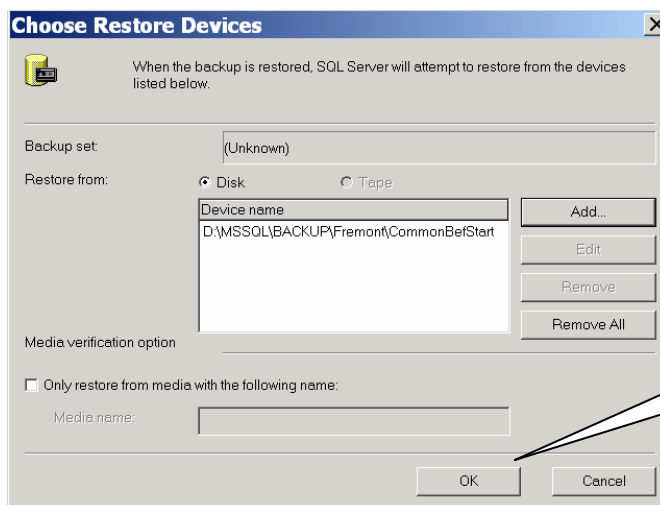 Choose Restore Devices
When the backup is restored, SQL Server will attempt to restore from the devices
listed below.
Backup set:
(Unknown)
Restore from:
Disk
Tape
Device name
D:\MSSQL\BACKUP\Fremont\CommonBefStart
Add...
Edit
Remove
Remove All
Media verification option
Only restore from media with the following name:
Media name:
OK
Cancel